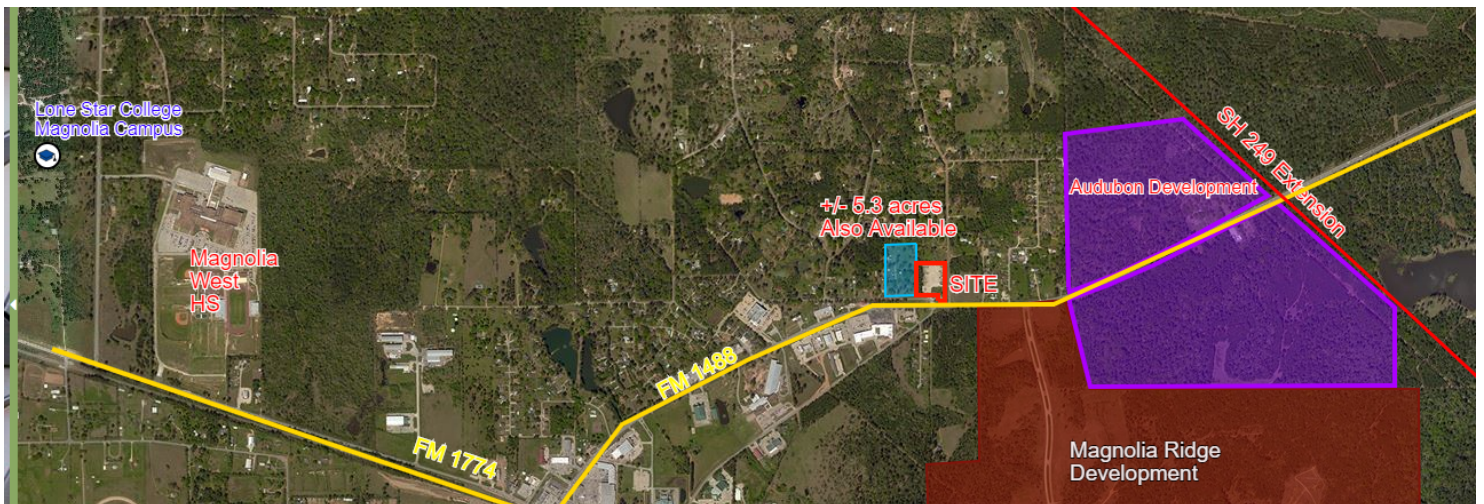 Lone Star College
Magnolia Campus
Magnolia
West
HS
+/- 5.3 acres
Also Available
SITE
Audubon Development
SH 249 Extension
FM 1488
FM 1774
Magnolia Ridge
Development